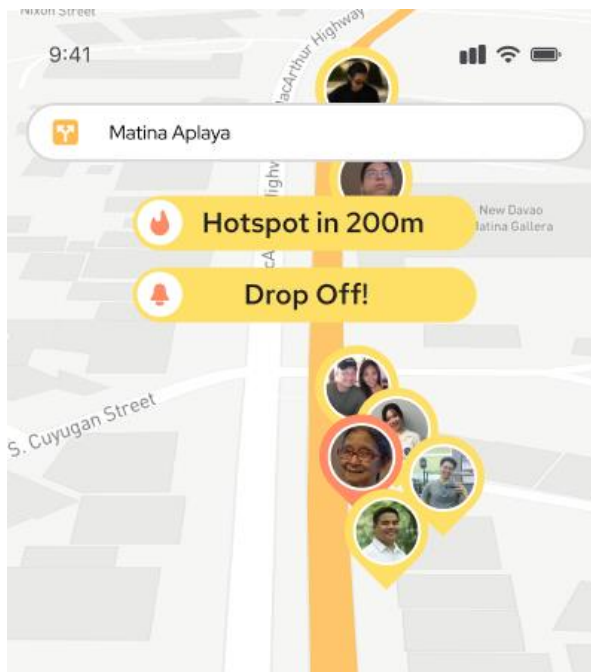 Nixon Street
MacArthur Highway
9:41
Matina Aplaya
Hotspot in 200m
New Davao
Matina Gallera
Drop Off!
S. Cuyugan Street